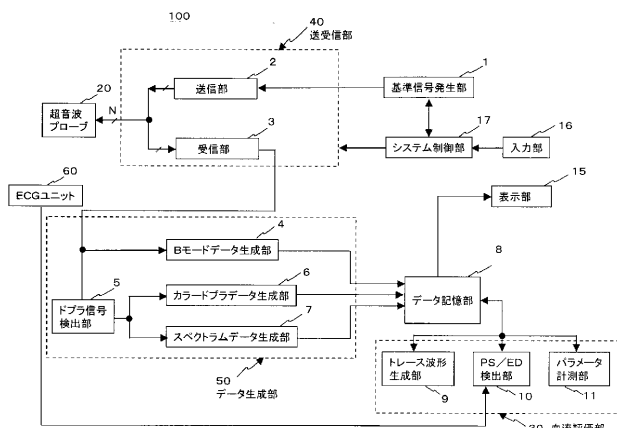 100
40
送受信部
2
送信部
1
基準信号発生部
20
超音波
プローブ
N
3
受信部
17
システム制御部
16
入力部
60
ECGユニット
15
表示部
4
Bモードデータ生成部
5
ドプラ信号
検出部
6
カラードプラデータ生成部
7
スペクトラムデータ生成部
8
データ記憶部
50
データ生成部
トレース波形
生成部
9
PS/ED
検出部
10
パラメータ
計測部
11
30 血流評価部